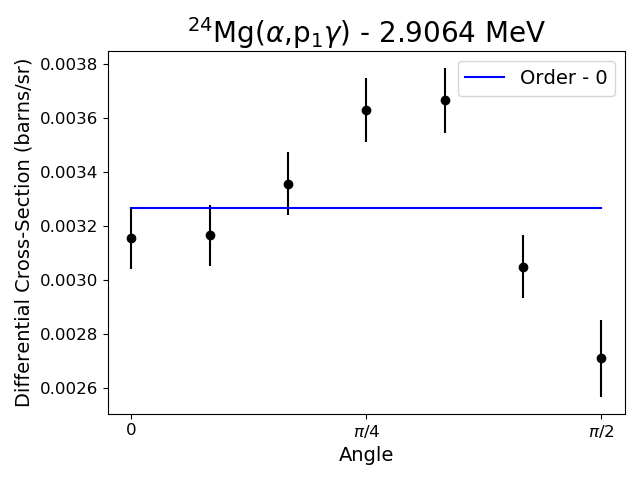 ²⁴Mg(α,p₁γ) - 2.9064 MeV
Differential Cross-Section (barns/sr)
0.0038
0.0036
0.0034
0.0032
0.0030
0.0028
0.0026
Order - 0
0
π/4
π/2
Angle